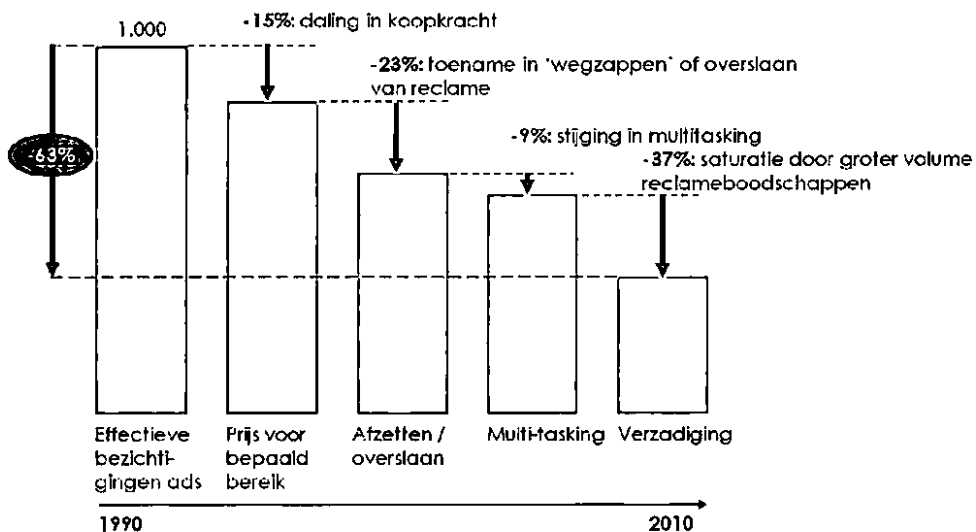 1.000
-15%: daling in koopkracht
-23%: toename in 'wegzappen' of overslaan
van reclame
-9%: stijging in multitasking
-37%: saturatie door groter volume
reclameboodschappen
-63%
Effectieve
bezichti-
gingen ads
Prijs voor
bepaald
bereik
Afzetten /
overslaan
Multi-tasking
Verzadiging
1990
2010